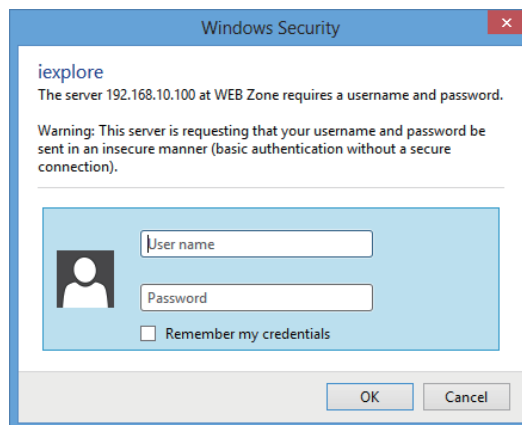 Windows Security
iexplore
The server 192.168.10.100 at WEB Zone requires a username and password.
Warning: This server is requesting that your username and password be
sent in an insecure manner (basic authentication without a secure
connection).
User name
Password
Remember my credentials
OK Cancel